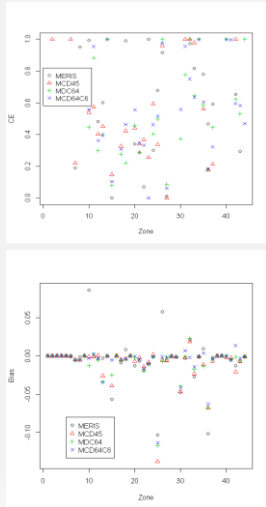 1.0
0.8
0.6
0.4
0.2
0.0
CE
MERIS
MCD45
MDC64
MCD64C6
0 10 20 30 40
Zone
0.05
0.00
-0.05
-0.10
Bias
MERIS
MCD45
MDC64
MCD64C6
0 10 20 30 40
Zone